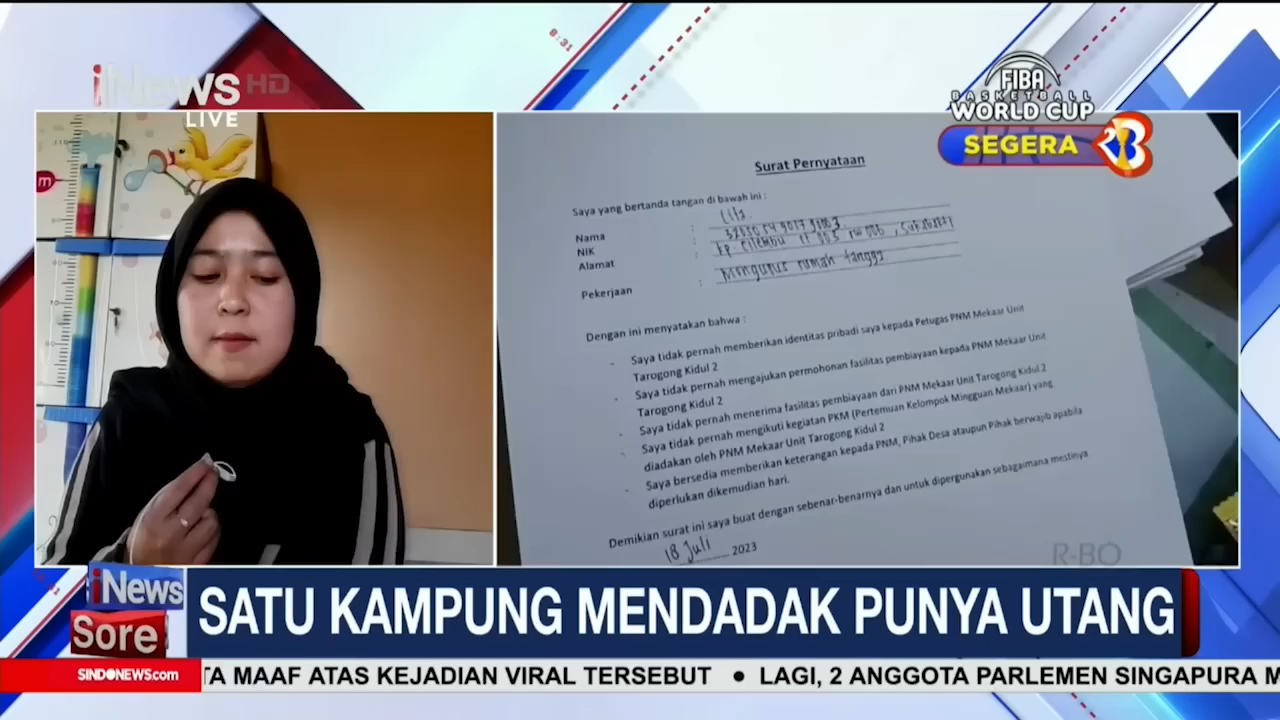 iNews HD
LIVE
FIBA
BASKETBALL
WORLD CUP
SEGERA
Surat Pernyataan
Saya yang bertanda tangan di bawah ini :
Nama :
NIK :
Alamat : kp. Cilembu rt 003 rw 006, Sukabakti
Pekerjaan : Mengurus rumah tangga
Dengan ini menyatakan bahwa :
- Saya tidak pernah memberikan identitas pribadi saya kepada Petugas PNM Mekaar Unit
Tarogong Kidul 2
- Saya tidak pernah mengajukan permohonan fasilitas pembiayaan kepada PNM Mekaar Unit
Tarogong Kidul 2
- Saya tidak pernah menerima fasilitas pembiayaan dari PNM Mekaar Unit Tarogong Kidul 2
- Saya tidak pernah mengikuti kegiatan PKM (Pertemuan Kelompok Mingguan Mekaar) yang
diadakan oleh PNM Mekaar Unit Tarogong Kidul 2
- Saya bersedia memberikan keterangan kepada PNM, Pihak Desa ataupun Pihak berwajib apabila
diperlukan dikemudian hari.
Demikian surat ini saya buat dengan sebenar-benarnya dan untuk dipergunakan sebagaimana mestinya
18 Juli 2023
R-BO
iNews
Sore
SATU KAMPUNG MENDADAK PUNYA UTANG
SINDONEWS.com
TA MAAF ATAS KEJADIAN VIRAL TERSEBUT • LAGI, 2 ANGGOTA PARLEMEN SINGAPURA M